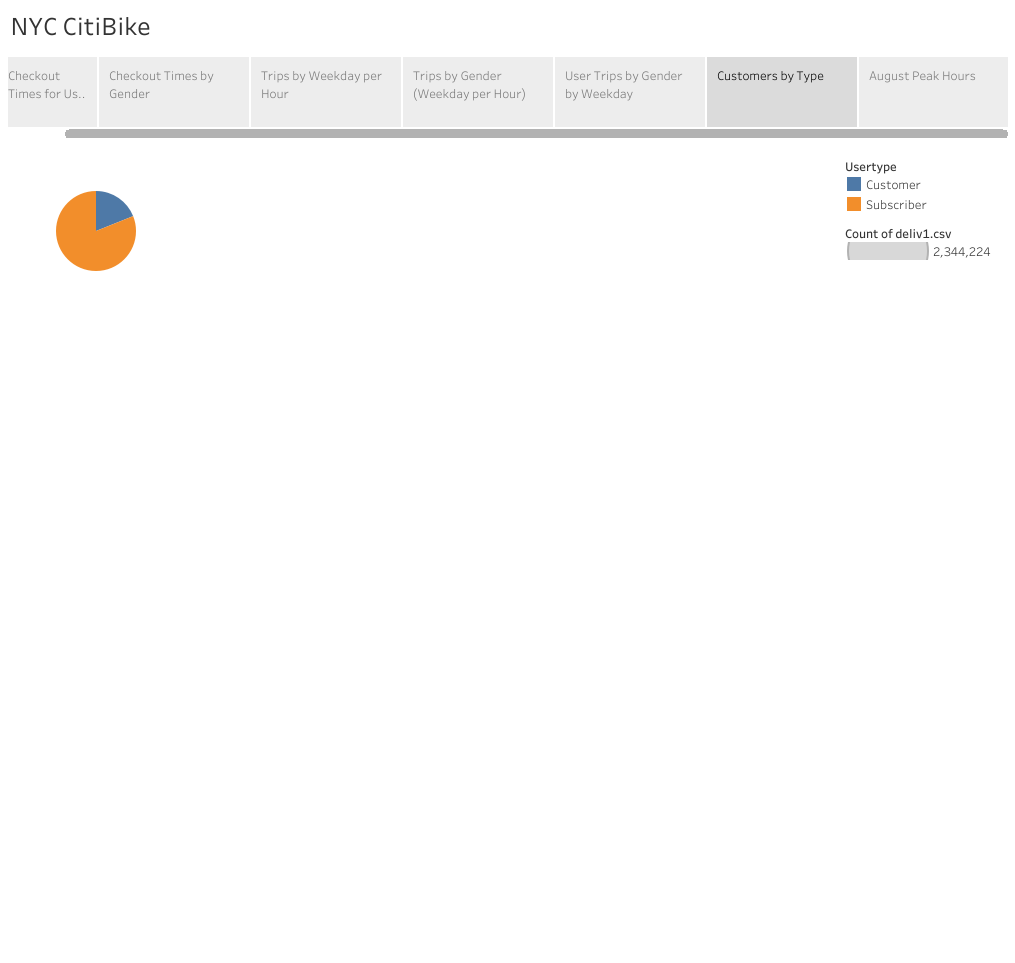 NYC CitiBike
Checkout
Times for Us..
Checkout Times by
Gender
Trips by Weekday per
Hour
Trips by Gender
(Weekday per Hour)
User Trips by Gender
by Weekday
Customers by Type
August Peak Hours
Usertype
Customer
Subscriber
Count of deliv1.csv
2,344,224